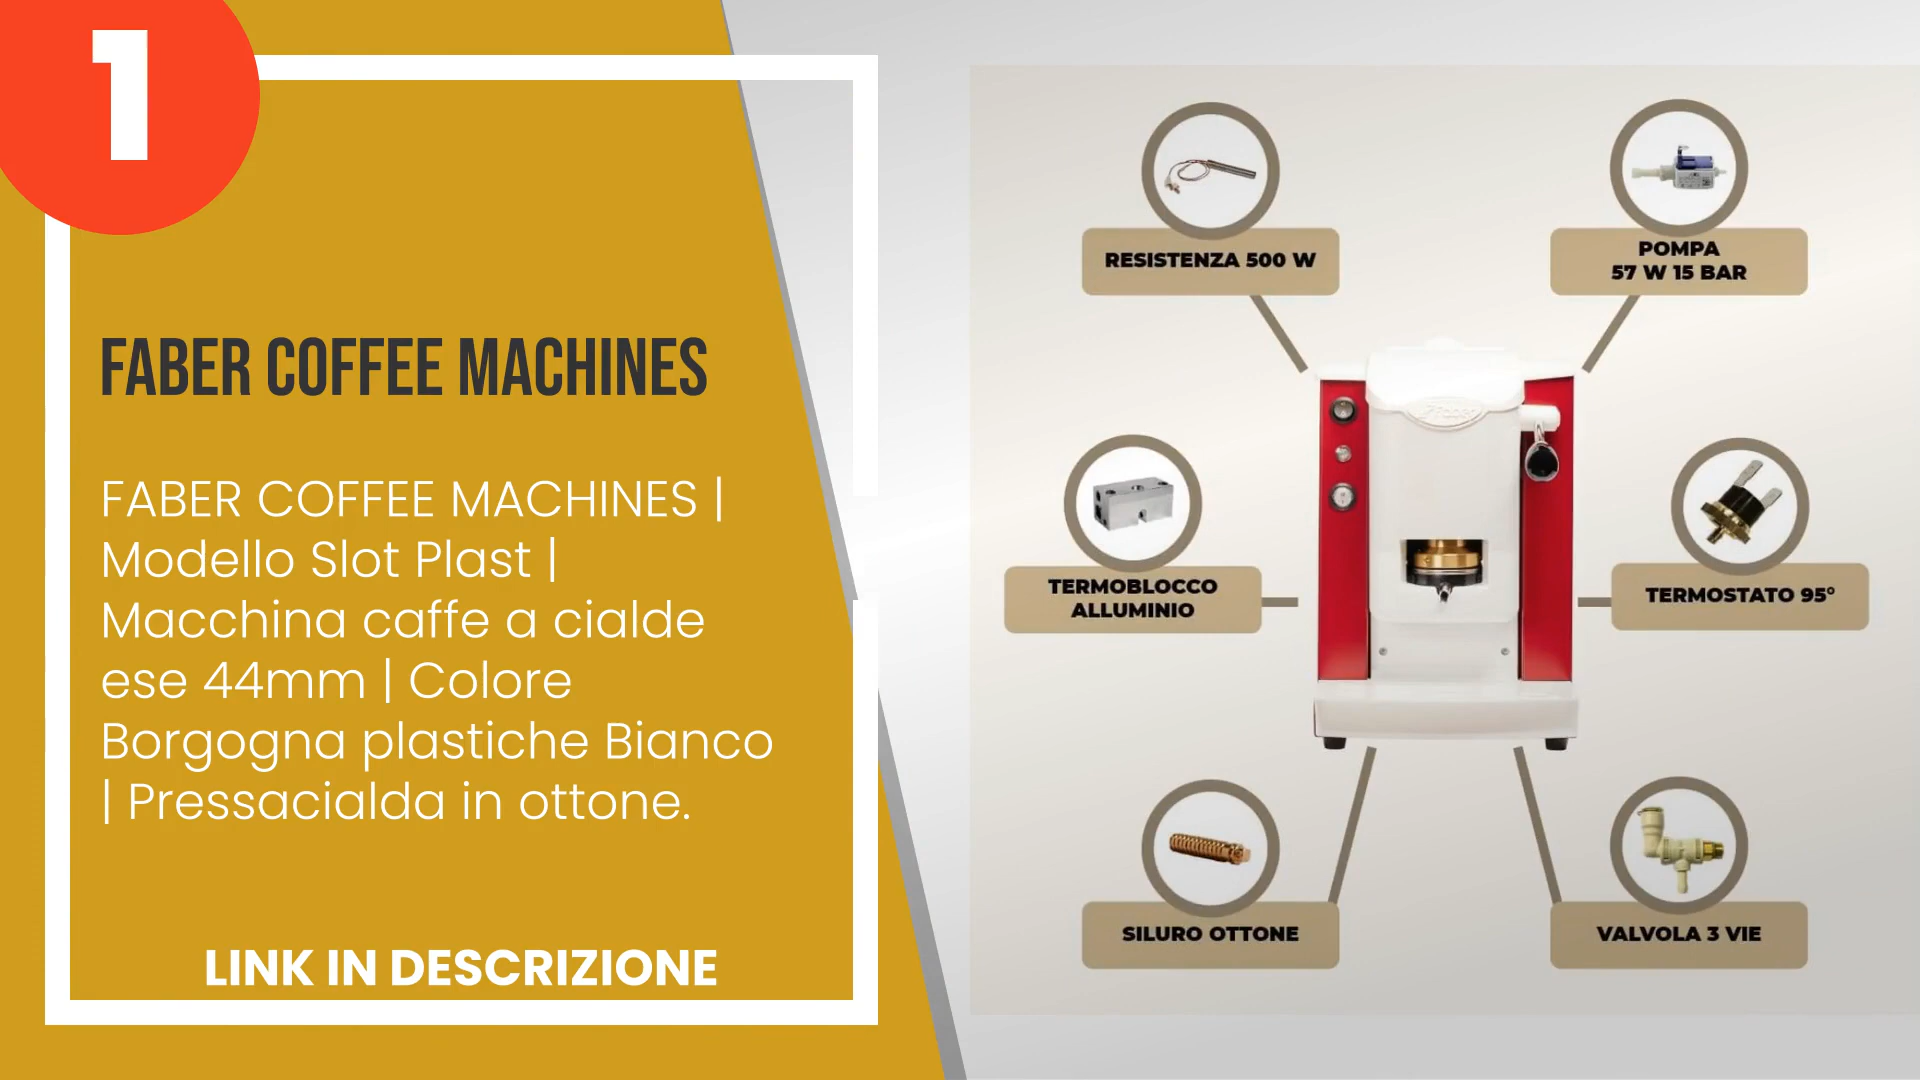 1
FABER COFFEE MACHINES
FABER COFFEE MACHINES |
Modello Slot Plast |
Macchina caffe a cialde
ese 44mm | Colore
Borgogna plastiche Bianco
| Pressacialda in ottone.
LINK IN DESCRIZIONE
RESISTENZA 500 W
POMPA
57 W 15 BAR
Faber
TERMOBLOCCO
ALLUMINIO
TERMOSTATO 95°
SILURO OTTONE
VALVOLA 3 VIE